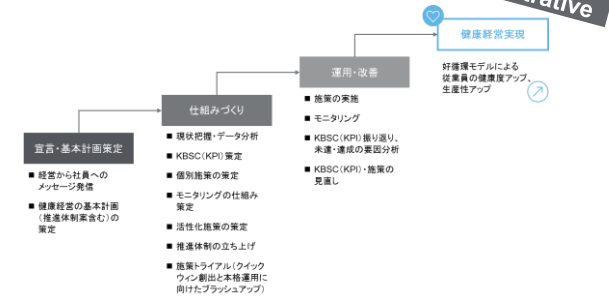 健康経営実現
好循環モデルによる
従業員の健康度アップ、
生産性アップ
運用・改善
■ 施策の実施
■ モニタリング
■ KBSC(KPI)振り返り、
未達・達成の要因分析
■ KBSC(KPI)・施策の
見直し
仕組みづくり
■ 現状把握・データ分析
■ KBSC(KPI)策定
■ 個別施策の策定
■ モニタリングの仕組み
策定
■ 活性化施策の策定
■ 推進体制の立ち上げ
■ 施策トライアル(クイック
ウィン創出と本格運用に
向けたブラッシュアップ)
宣言・基本計画策定
■ 経営から社員への
メッセージ発信
■ 健康経営の基本計画
(推進体制案含む)の
策定